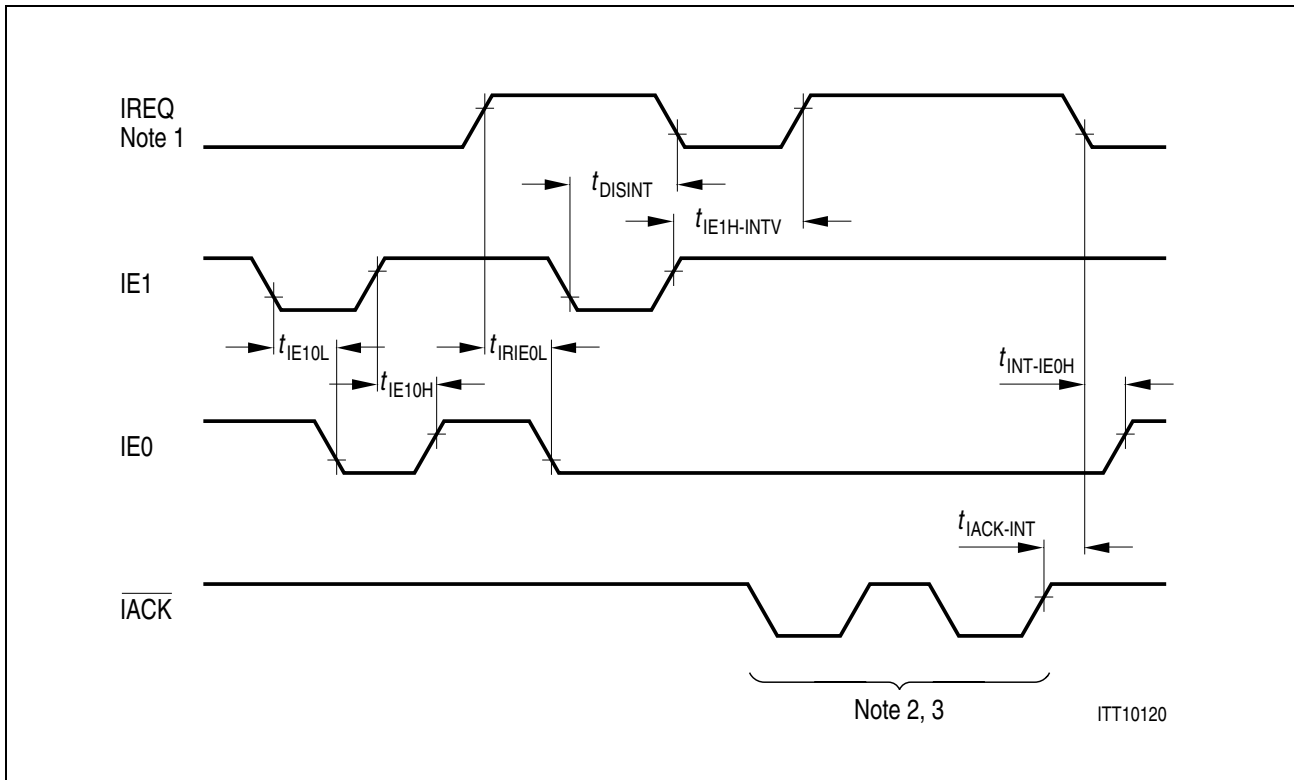 IREQ
Note 1
tDISINT
tIE1H-INTV
IE1
tIE10L
tIRIE0L
tIE10H
tINT-IE0H
IE0
tIACK-INT
IACK
Note 2, 3
ITT10120